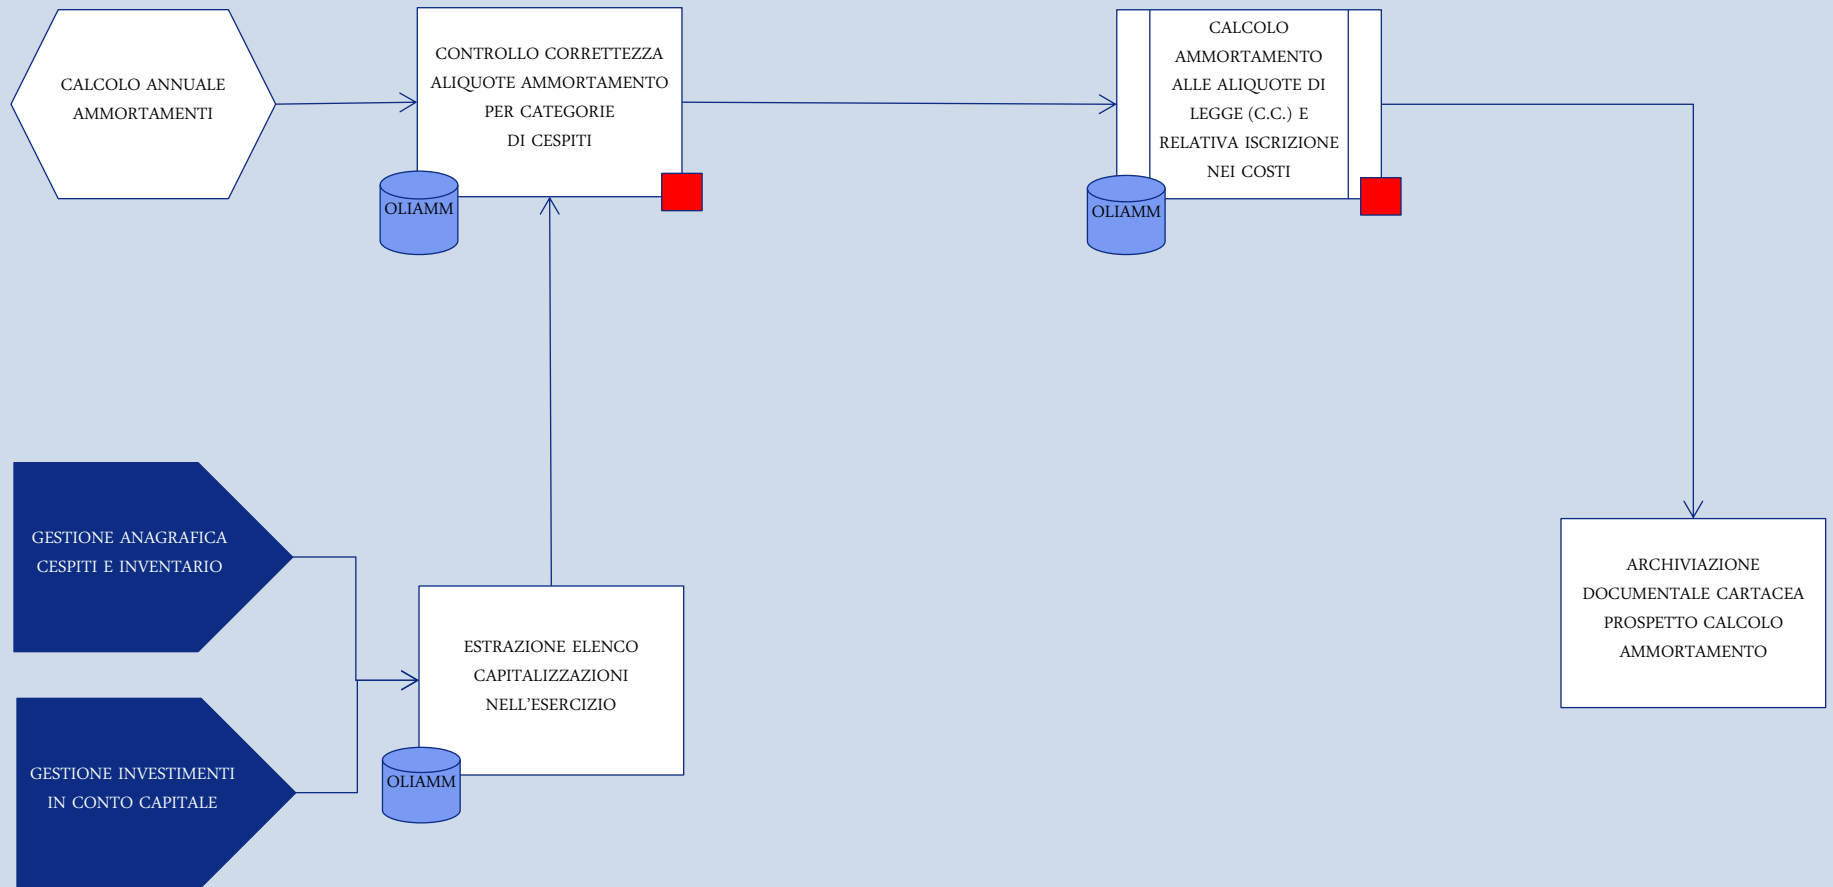 CALCOLO ANNUALE
AMMORTAMENTI
CONTROLLO CORRETTEZZA
ALIQUOTE AMMORTAMENTO
PER CATEGORIE
DI CESPITI
OLIAMM
CALCOLO
AMMORTAMENTO
ALLE ALIQUOTE DI
LEGGE (C.C.) E
RELATIVA ISCRIZIONE
NEI COSTI
OLIAMM
GESTIONE ANAGRAFICA
CESPITI E INVENTARIO
GESTIONE INVESTIMENTI
IN CONTO CAPITALE
ESTRAZIONE ELENCO
CAPITALIZZAZIONI
NELL'ESERCIZIO
OLIAMM
ARCHIVIAZIONE
DOCUMENTALE CARTACEA
PROSPETTO CALCOLO
AMMORTAMENTO